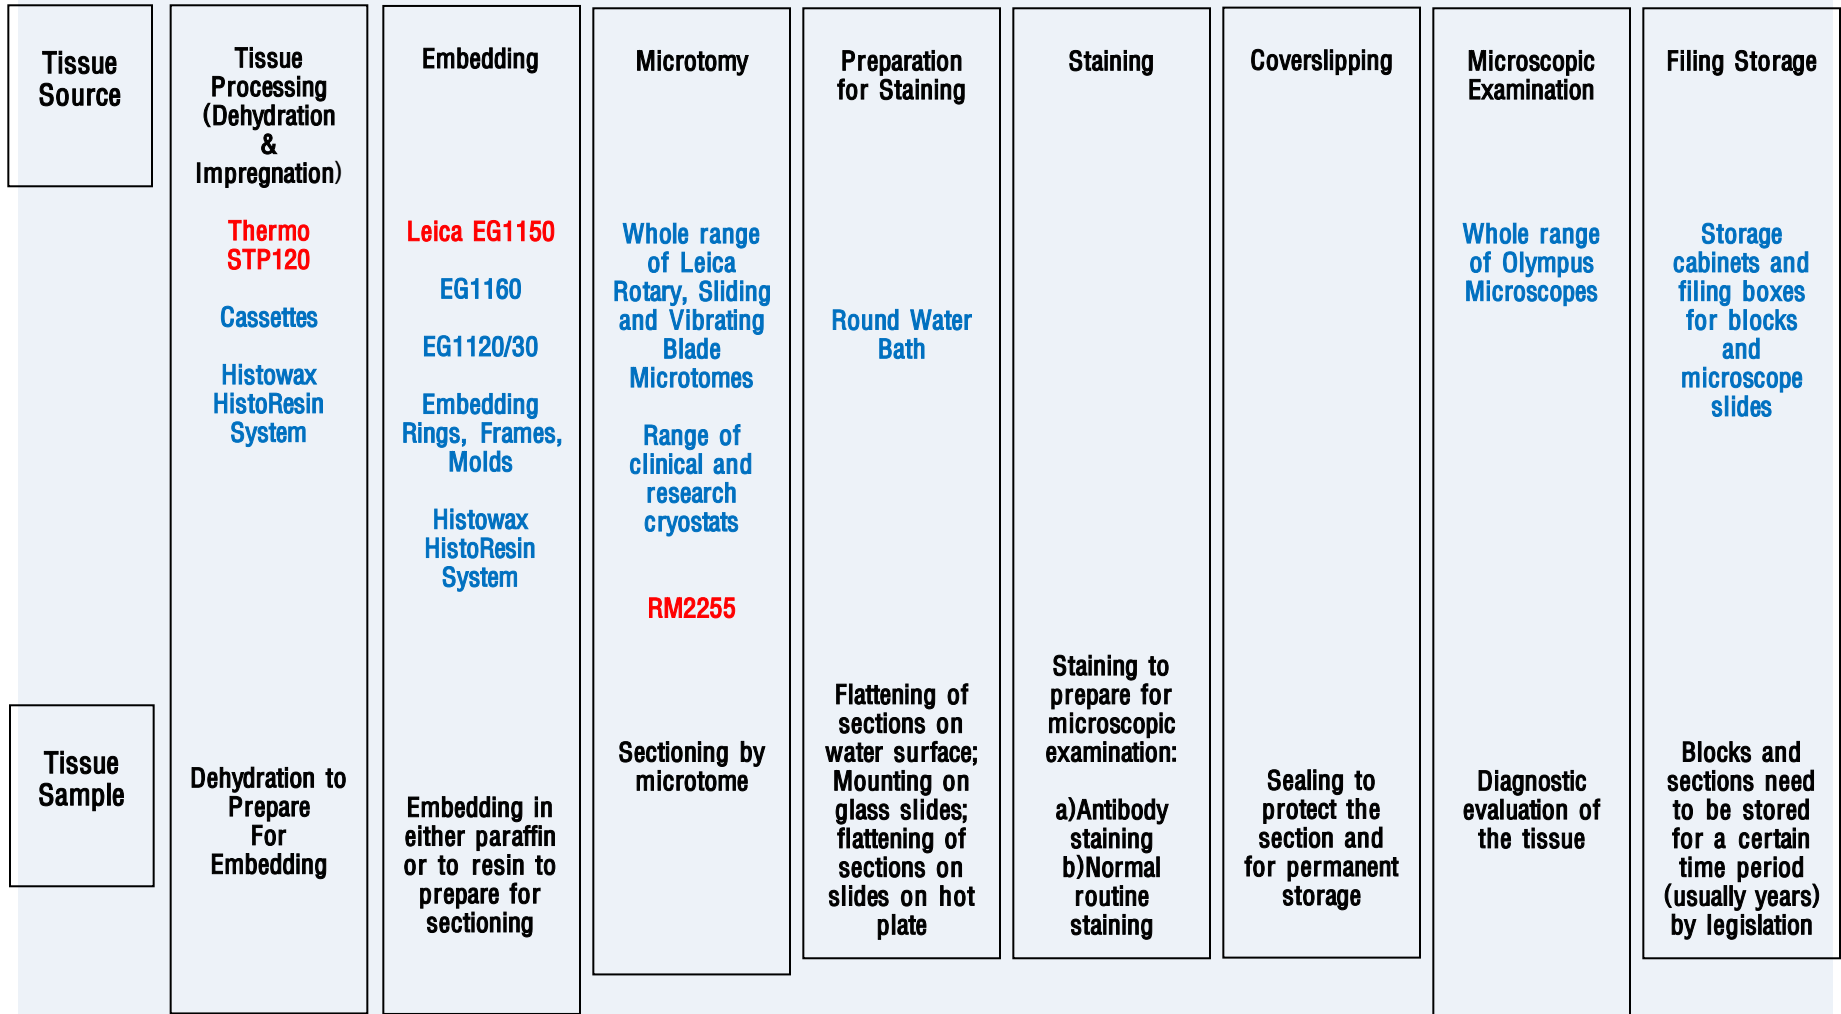 Tissue
Source
Tissue
Sample
Tissue
Processing
(Dehydration
&
Impregnation)
Thermo
STP120
Cassettes
Histowax
HistoResin
System
Dehydration to
Prepare
For
Embedding
Embedding
Leica EG1150
EG1160
EG1120/30
Embedding
Rings, Frames,
Molds
Histowax
HistoResin
System
Embedding in
either paraffin
or to resin to
prepare for
sectioning
Microtomy
Whole range
of Leica
Rotary, Sliding
and Vibrating
Blade
Microtomes
Range of
clinical and
research
cryostats
RM2255
Sectioning by
microtome
Preparation
for Staining
Round Water
Bath
Flattening of
sections on
water surface;
Mounting on
glass slides;
flattening of
sections on
slides on hot
plate
Staining
Staining to
prepare for
microscopic
examination:
a)Antibody
staining
b)Normal
routine
staining
Coverslipping
Sealing to
protect the
section and
for permanent
storage
Microscopic
Examination
Whole range
of Olympus
Microscopes
Diagnostic
evaluation of
the tissue
Filing Storage
Storage
cabinets and
filing boxes
for blocks
and
microscope
slides
Blocks and
sections need
to be stored
for a certain
time period
(usually years)
by legislation